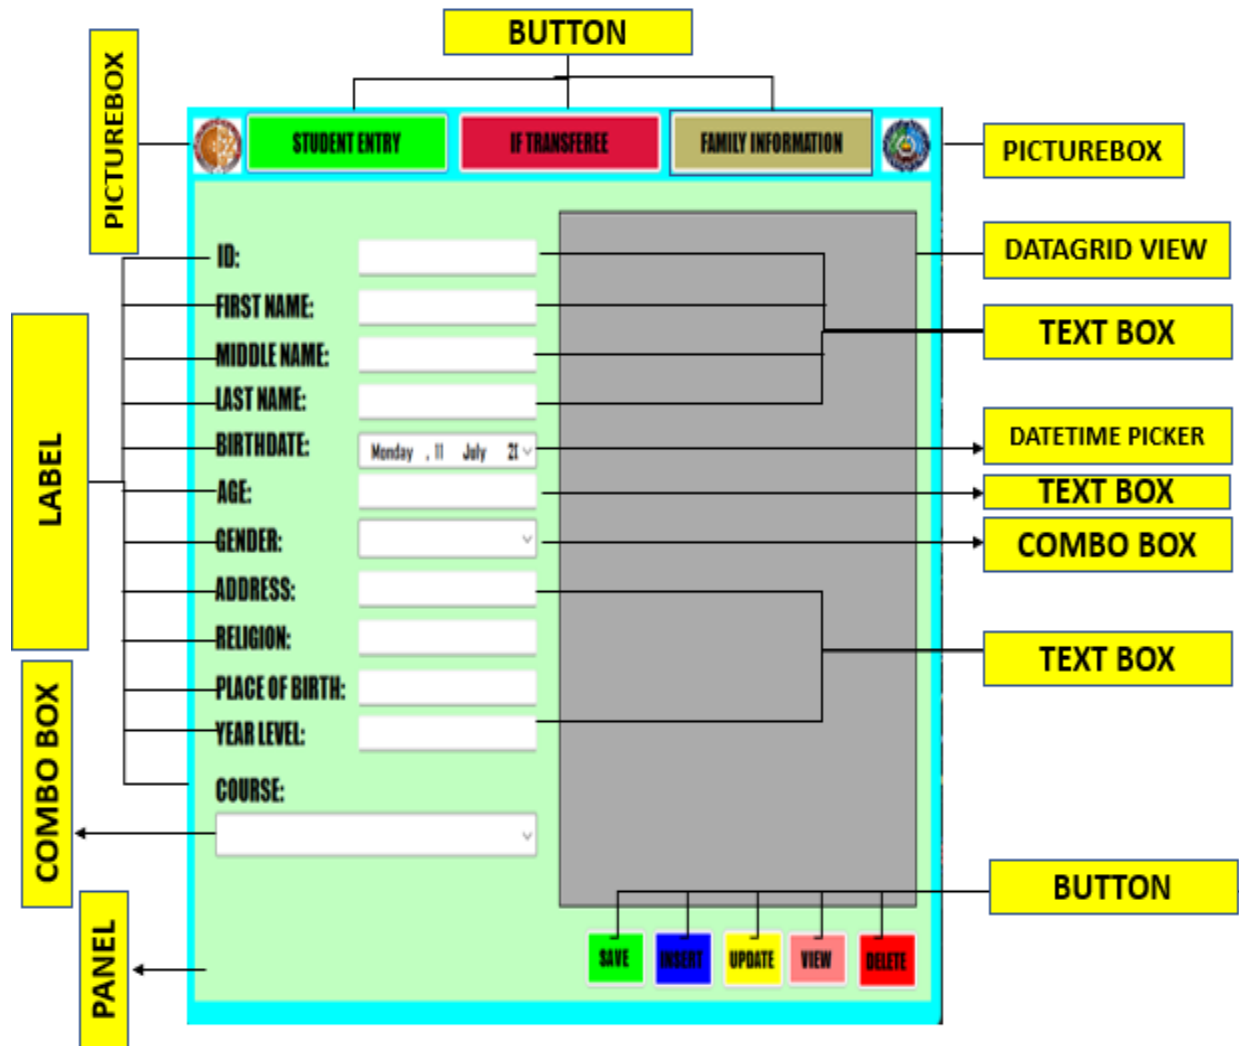 BUTTON
PICTUREBOX
STUDENT ENTRY
IF TRANSFEREE
FAMILY INFORMATION
PICTUREBOX
DATAGRID VIEW
ID:
FIRST NAME:
TEXT BOX
MIDDLE NAME:
LAST NAME:
LABEL
BIRTHDATE:
Monday , 11 July
DATETIME PICKER
AGE:
TEXT BOX
GENDER:
COMBO BOX
ADDRESS:
RELIGION:
TEXT BOX
PLACE OF BIRTH:
YEAR LEVEL:
COURSE:
COMBO BOX
BUTTON
PANEL
SAVE
INSERT
UPDATE
VIEW
DELETE